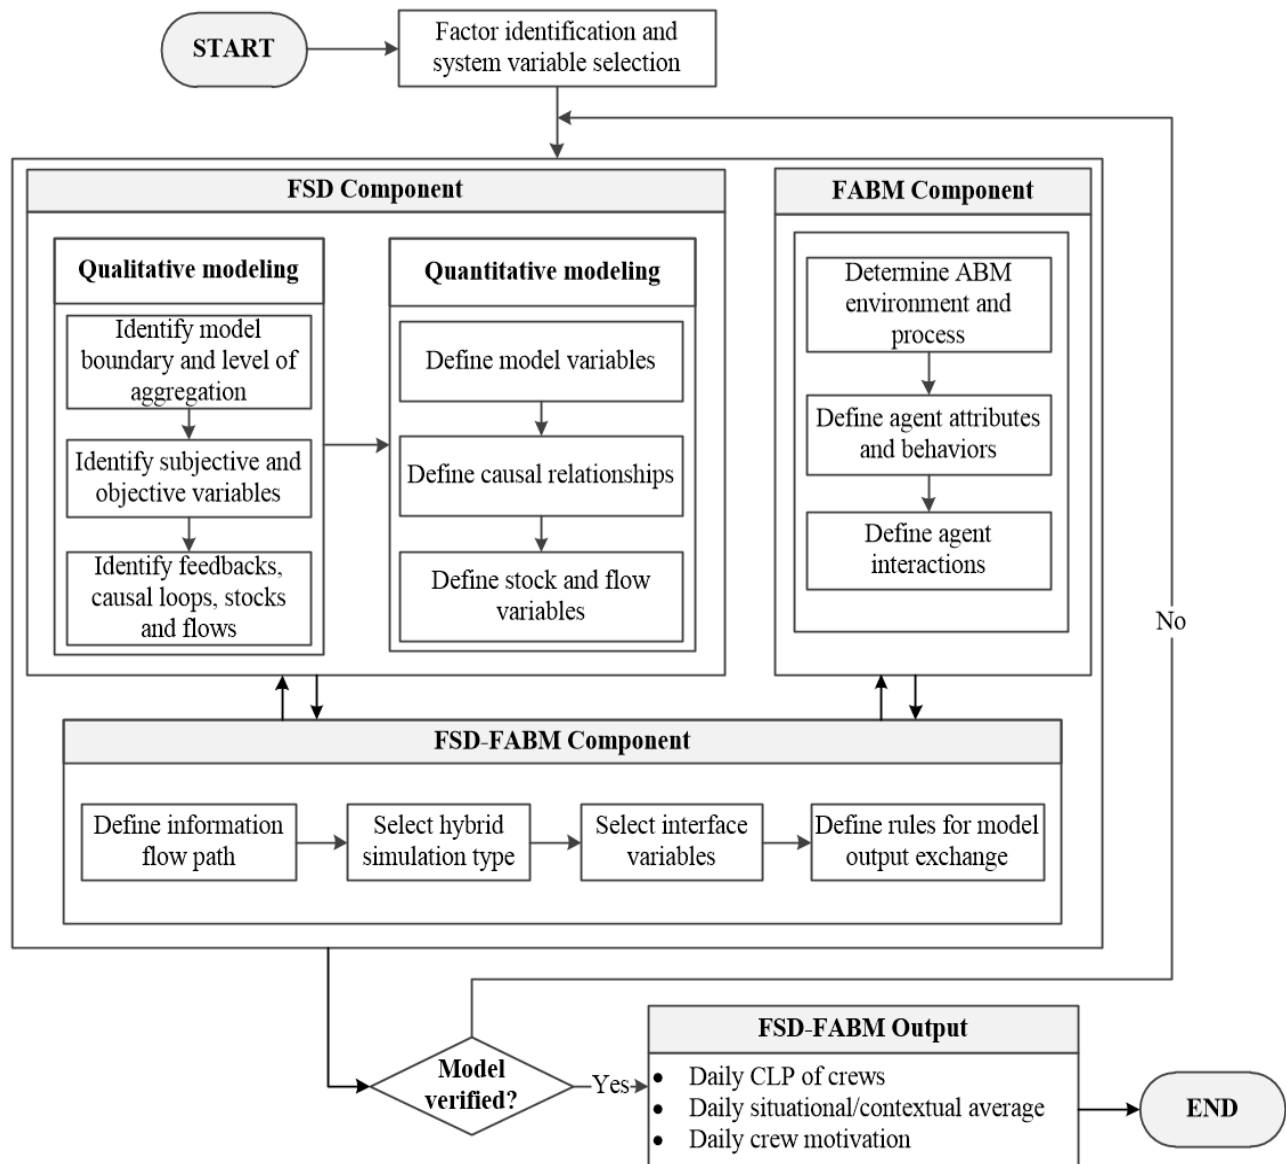 START
Factor identification and
system variable selection
FSD Component
Qualitative modeling
Identify model
boundary and level of
aggregation
Identify subjective and
objective variables
Identify feedbacks,
causal loops, stocks
and flows
Quantitative modeling
Define model variables
Define causal relationships
Define stock and flow
variables
FABM Component
Determine ABM
environment and
process
Define agent attributes
and behaviors
Define agent
interactions
No
FSD-FABM Component
Define information
flow path
Select hybrid
simulation type
Select interface
variables
Define rules for model
output exchange
Model
verified?
Yes
FSD-FABM Output
• Daily CLP of crews
• Daily situational/contextual average
• Daily crew motivation
END